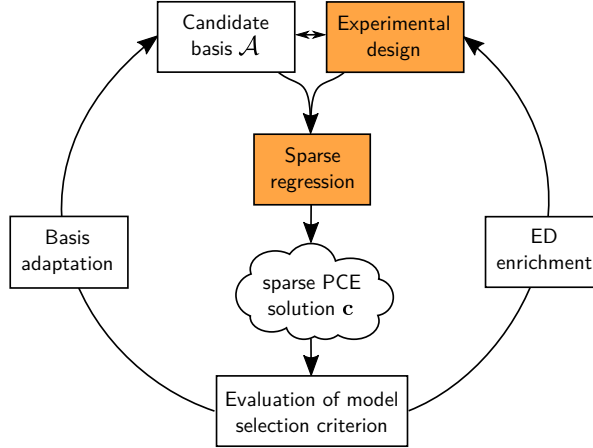 Candidate
basis 𝒜
Experimental
design
Sparse
regression
Basis
adaptation
ED
enrichment
sparse PCE
solution c
Evaluation of model
selection criterion